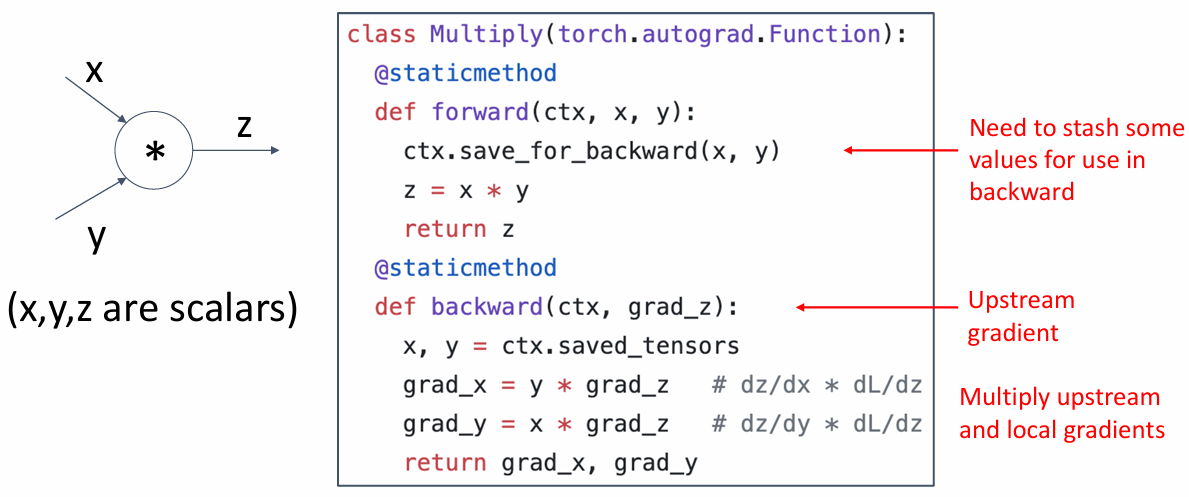 x
*
z
y
(x,y,z are scalars)
class Multiply(torch.autograd.Function):
@staticmethod
def forward(ctx, x, y):
ctx.save_for_backward(x, y)
z = x * y
return z
@staticmethod
def backward(ctx, grad_z):
x, y = ctx.saved_tensors
grad_x = y * grad_z # dz/dx * dL/dz
grad_y = x * grad_z # dz/dy * dL/dz
return grad_x, grad_y
Need to stash some
values for use in
backward
Upstream
gradient
Multiply upstream
and local gradients